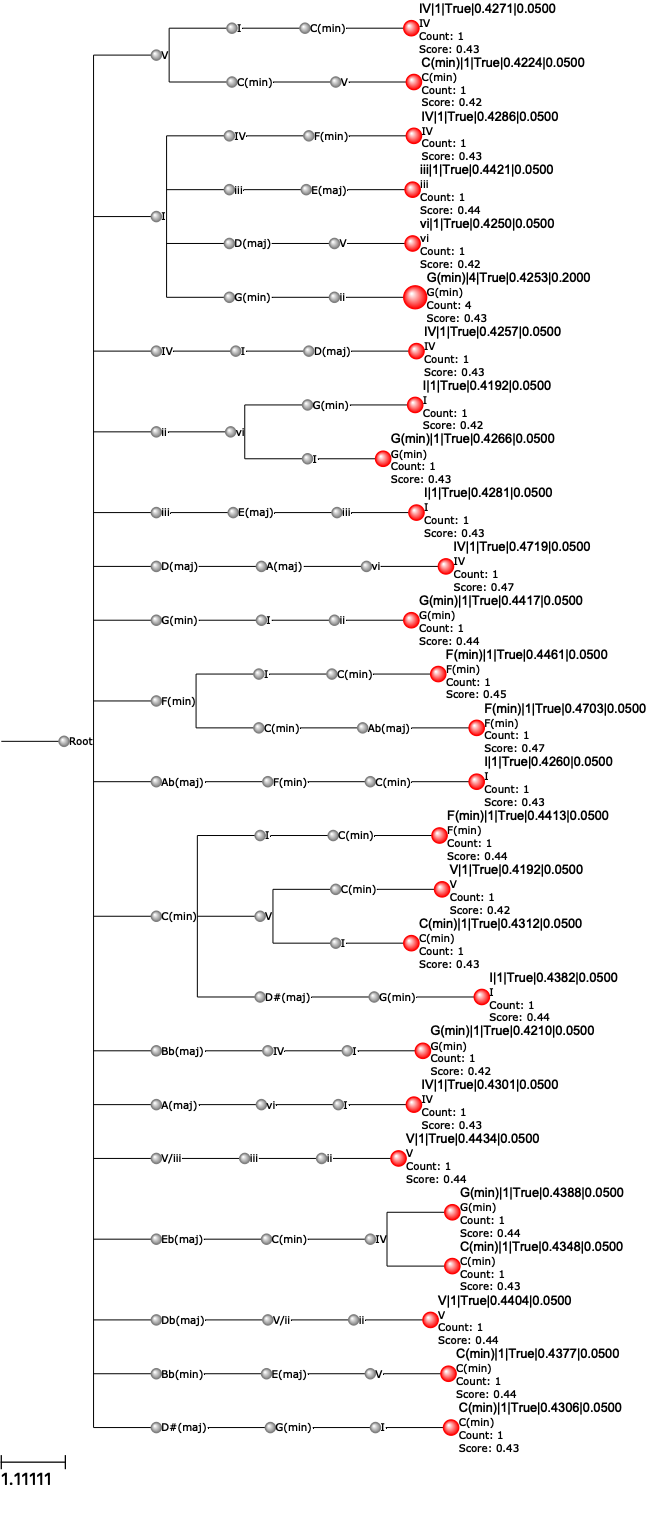 IV|1|True|0.4271|0.0500
V I C(min) IV
Count: 1
Score: 0.43
C(min)|1|True|0.4224|0.0500
C(min) V C(min)
Count: 1
Score: 0.42
IV|1|True|0.4286|0.0500
IV F(min) IV
Count: 1
Score: 0.43
iii|1|True|0.4421|0.0500
iii E(maj) iii
Count: 1
Score: 0.44
I
vi|1|True|0.4250|0.0500
D(maj) V vi
Count: 1
Score: 0.42
G(min)|4|True|0.4253|0.2000
G(min) ii G(min)
Count: 4
Score: 0.43
IV|1|True|0.4257|0.0500
IV I D(maj) IV
Count: 1
Score: 0.43
I|1|True|0.4192|0.0500
G(min) I
Count: 1
Score: 0.42
ii vi
G(min)|1|True|0.4266|0.0500
I G(min)
Count: 1
Score: 0.43
I|1|True|0.4281|0.0500
iii E(maj) iii I
Count: 1
Score: 0.43
IV|1|True|0.4719|0.0500
D(maj) A(maj) vi IV
Count: 1
Score: 0.47
G(min)|1|True|0.4417|0.0500
G(min) I ii G(min)
Count: 1
Score: 0.44
F(min)|1|True|0.4461|0.0500
I C(min) F(min)
Count: 1
Score: 0.45
F(min)
F(min)|1|True|0.4703|0.0500
C(min) Ab(maj) F(min)
Count: 1
Score: 0.47
Root
I|1|True|0.4260|0.0500
Ab(maj) F(min) C(min) I
Count: 1
Score: 0.43
F(min)|1|True|0.4413|0.0500
I C(min) F(min)
Count: 1
Score: 0.44
V|1|True|0.4192|0.0500
C(min) V
Count: 1
Score: 0.42
C(min) V
C(min)|1|True|0.4312|0.0500
I C(min)
Count: 1
Score: 0.43
I|1|True|0.4382|0.0500
D#(maj) G(min) I
Count: 1
Score: 0.44
G(min)|1|True|0.4210|0.0500
Bb(maj) IV I G(min)
Count: 1
Score: 0.42
IV|1|True|0.4301|0.0500
A(maj) vi I IV
Count: 1
Score: 0.43
V|1|True|0.4434|0.0500
V/iii iii ii V
Count: 1
Score: 0.44
G(min)|1|True|0.4388|0.0500
G(min)
Count: 1
Score: 0.44
Eb(maj) C(min) IV
C(min)|1|True|0.4348|0.0500
C(min)
Count: 1
Score: 0.43
V|1|True|0.4404|0.0500
Db(maj) V/ii ii V
Count: 1
Score: 0.44
C(min)|1|True|0.4377|0.0500
Bb(min) E(maj) V C(min)
Count: 1
Score: 0.44
C(min)|1|True|0.4306|0.0500
D#(maj) G(min) I C(min)
Count: 1
Score: 0.43
1.11111